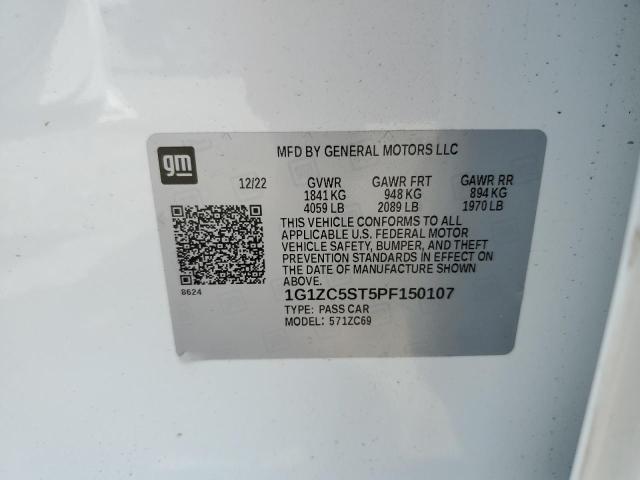 gm
MFD BY GENERAL MOTORS LLC
12/22 GVWR GAWR FRT GAWR RR
1841 KG 948 KG 894 KG
4059 LB 2089 LB 1970 LB
THIS VEHICLE CONFORMS TO ALL
APPLICABLE U.S. FEDERAL MOTOR
VEHICLE SAFETY, BUMPER, AND THEFT
PREVENTION STANDARDS IN EFFECT ON
THE DATE OF MANUFACTURE SHOWN
ABOVE.
8624
1G1ZC5ST5PF150107
TYPE: PASS CAR
MODEL: 571ZC69